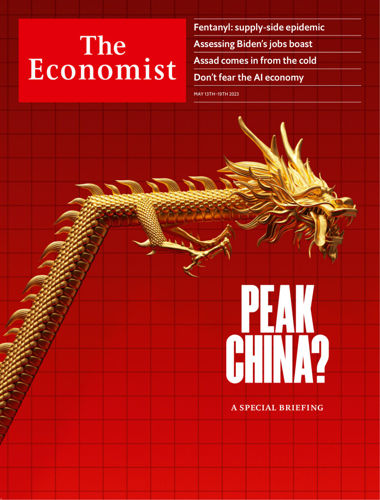 The
Economist
Fentanyl: supply-side epidemic
Assessing Biden’s jobs boast
Assad comes in from the cold
Don’t fear the AI economy
MAY 13TH–19TH 2023
PEAK
CHINA?
A SPECIAL BRIEFING